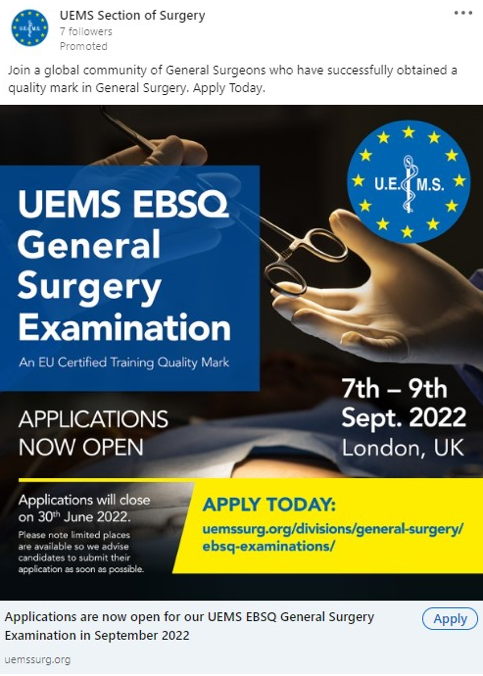 UEMS Section of Surgery
7 followers
Promoted
Join a global community of General Surgeons who have successfully obtained a
quality mark in General Surgery. Apply Today.
U.E. M.S.
UEMS EBSQ
General
Surgery
Examination
An EU Certified Training Quality Mark
7th – 9th
Sept. 2022
London, UK
APPLICATIONS
NOW OPEN
Applications will close
on 30th June 2022.
Please note limited places
are available so we advise
candidates to submit their
application as soon as possible.
APPLY TODAY:
uemssurg.org/divisions/general-surgery/
ebsq-examinations/
Applications are now open for our UEMS EBSQ General Surgery
Examination in September 2022
Apply
uemssurg.org